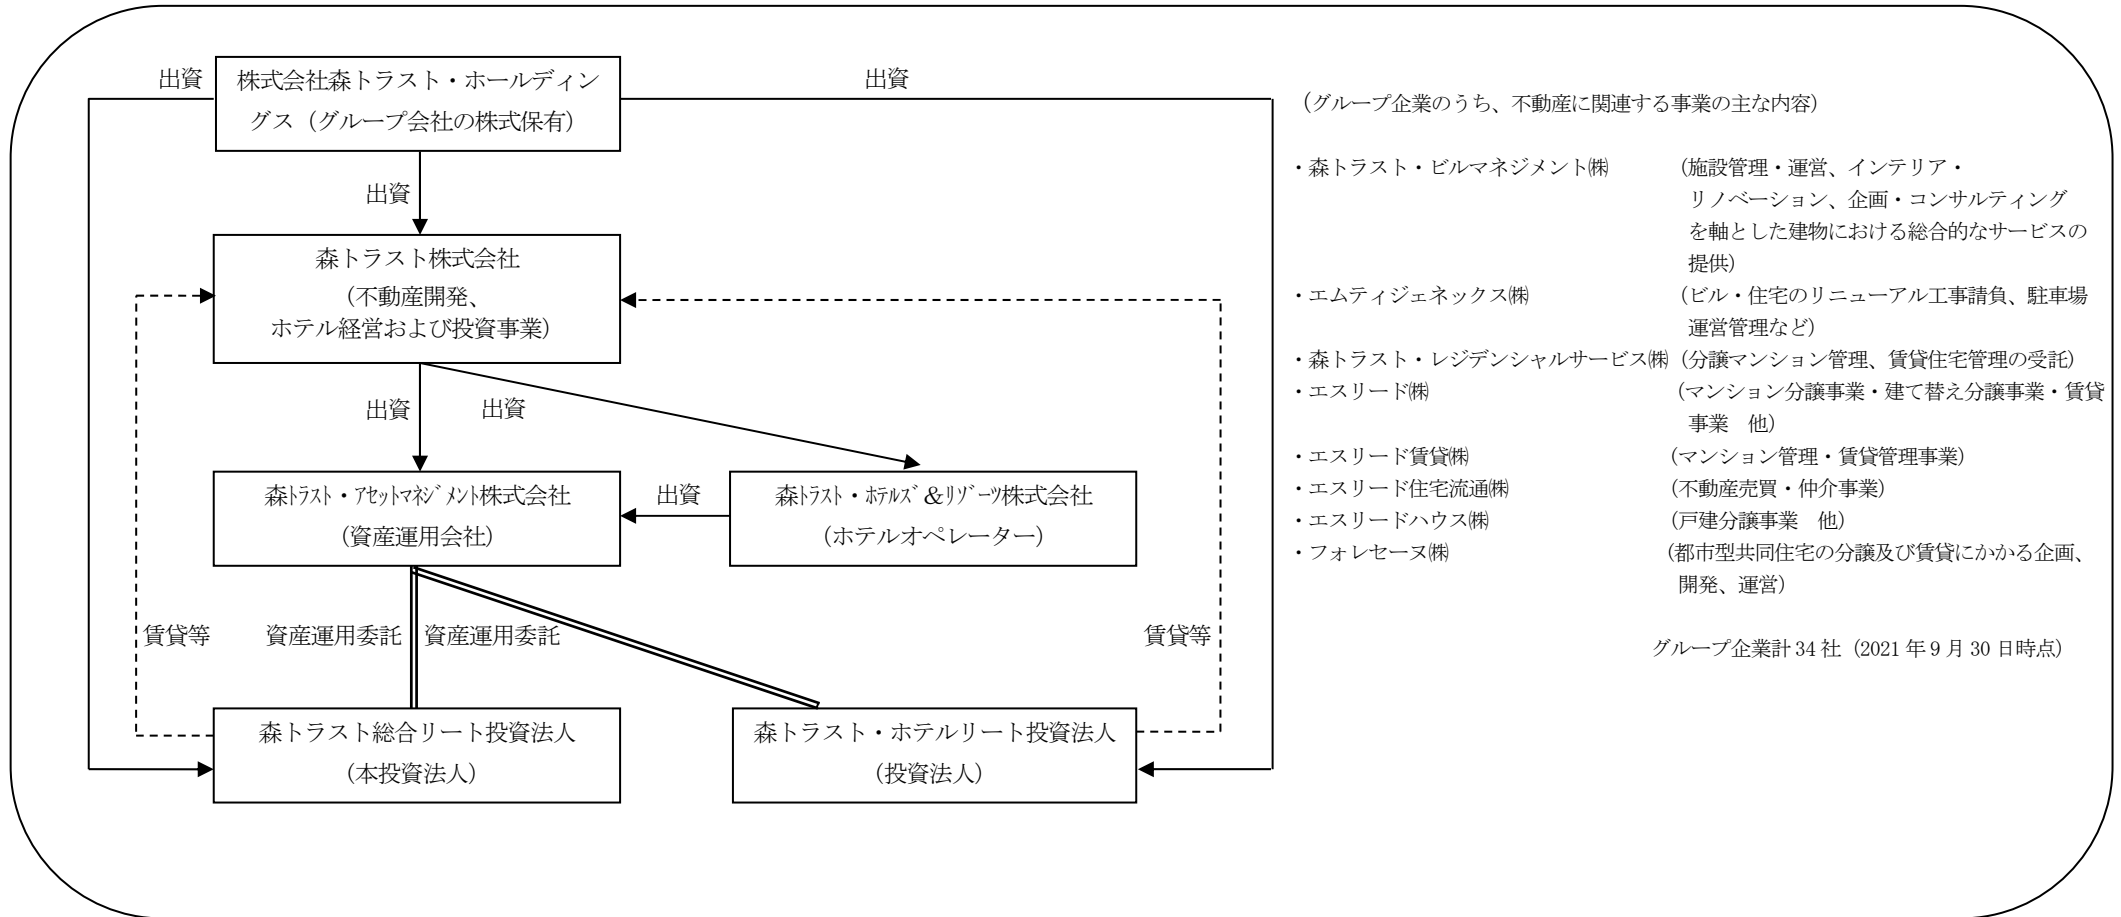 出資
株式会社森トラスト・ホールディン
グス（グループ会社の株式保有）
出資
出資
森トラスト株式会社
（不動産開発、
ホテル経営および投資事業）
出資
出資
森ﾄﾗｽﾄ・ｱｾｯﾄﾏﾈｼﾞﾒﾝﾄ株式会社
（資産運用会社）
出資
森ﾄﾗｽﾄ・ﾎﾃﾙｽﾞ＆ﾘｿﾞｰﾂ株式会社
（ホテルオペレーター）
賃貸等
資産運用委託
資産運用委託
賃貸等
森トラスト総合リート投資法人
（本投資法人）
森トラスト・ホテルリート投資法人
（投資法人）
（グループ企業のうち、不動産に関連する事業の主な内容）
・森トラスト・ビルマネジメント㈱　（施設管理・運営、インテリア・
リノベーション、企画・コンサルティング
を軸とした建物における総合的なサービスの
提供）
・エムティジェネックス㈱　（ビル・住宅のリニューアル工事請負、駐車場
運営管理など）
・森トラスト・レジデンシャルサービス㈱（分譲マンション管理、賃貸住宅管理の受託）
・エスリード㈱　（マンション分譲事業・建て替え分譲事業・賃貸
事業　他）
・エスリード賃貸㈱　（マンション管理・賃貸管理事業）
・エスリード住宅流通㈱　（不動産売買・仲介事業）
・エスリードハウス㈱　（戸建分譲事業　他）
・フォレセーヌ㈱　（都市型共同住宅の分譲及び賃貸にかかる企画、
開発、運営）
グループ企業計 34 社（2021 年 9 月 30 日時点）